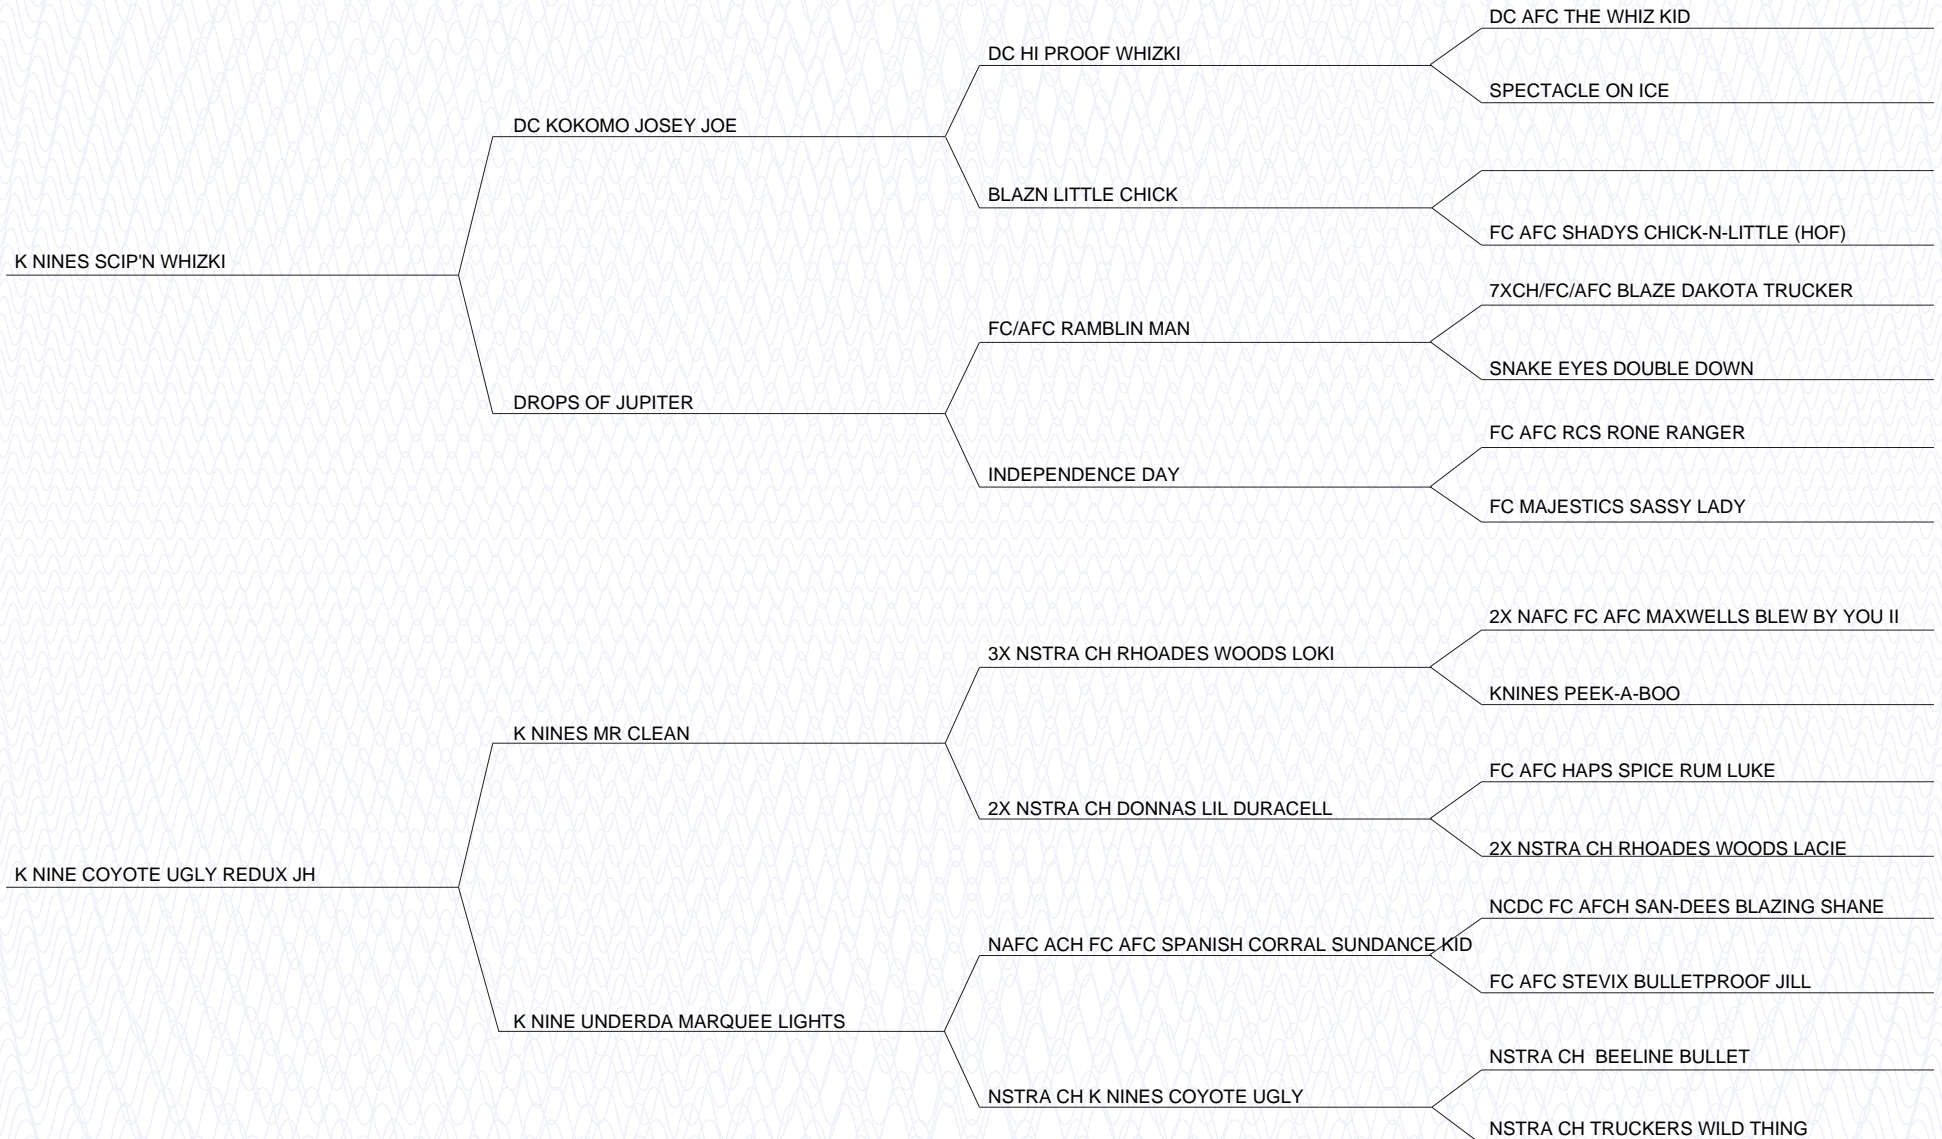 DC AFC THE WHIZ KID
DC HI PROOF WHIZKI
SPECTACLE ON ICE
DC KOKOMO JOSEY JOE
BLAZN LITTLE CHICK
FC AFC SHADYS CHICK-N-LITTLE (HOF)
K NINES SCIP'N WHIZKI
7XCH/FC/AFC BLAZE DAKOTA TRUCKER
FC/AFC RAMBLIN MAN
SNAKE EYES DOUBLE DOWN
DROPS OF JUPITER
FC AFC RCS RONE RANGER
INDEPENDENCE DAY
FC MAJESTICS SASSY LADY
2X NAFC FC AFC MAXWELLS BLEW BY YOU II
3X NSTRA CH RHOADES WOODS LOKI
KNINES PEEK-A-BOO
K NINES MR CLEAN
FC AFC HAPS SPICE RUM LUKE
2X NSTRA CH DONNAS LIL DURACELL
2X NSTRA CH RHOADES WOODS LACIE
K NINE COYOTE UGLY REDUX JH
NCDC FC AFCH SAN-DEES BLAZING SHANE
NAFC ACH FC AFC SPANISH CORRAL SUNDANCE KID
FC AFC STEVIX BULLETPROOF JILL
K NINE UNDERDA MARQUEE LIGHTS
NSTRA CH  BEELINE BULLET
NSTRA CH K NINES COYOTE UGLY
NSTRA CH TRUCKERS WILD THING